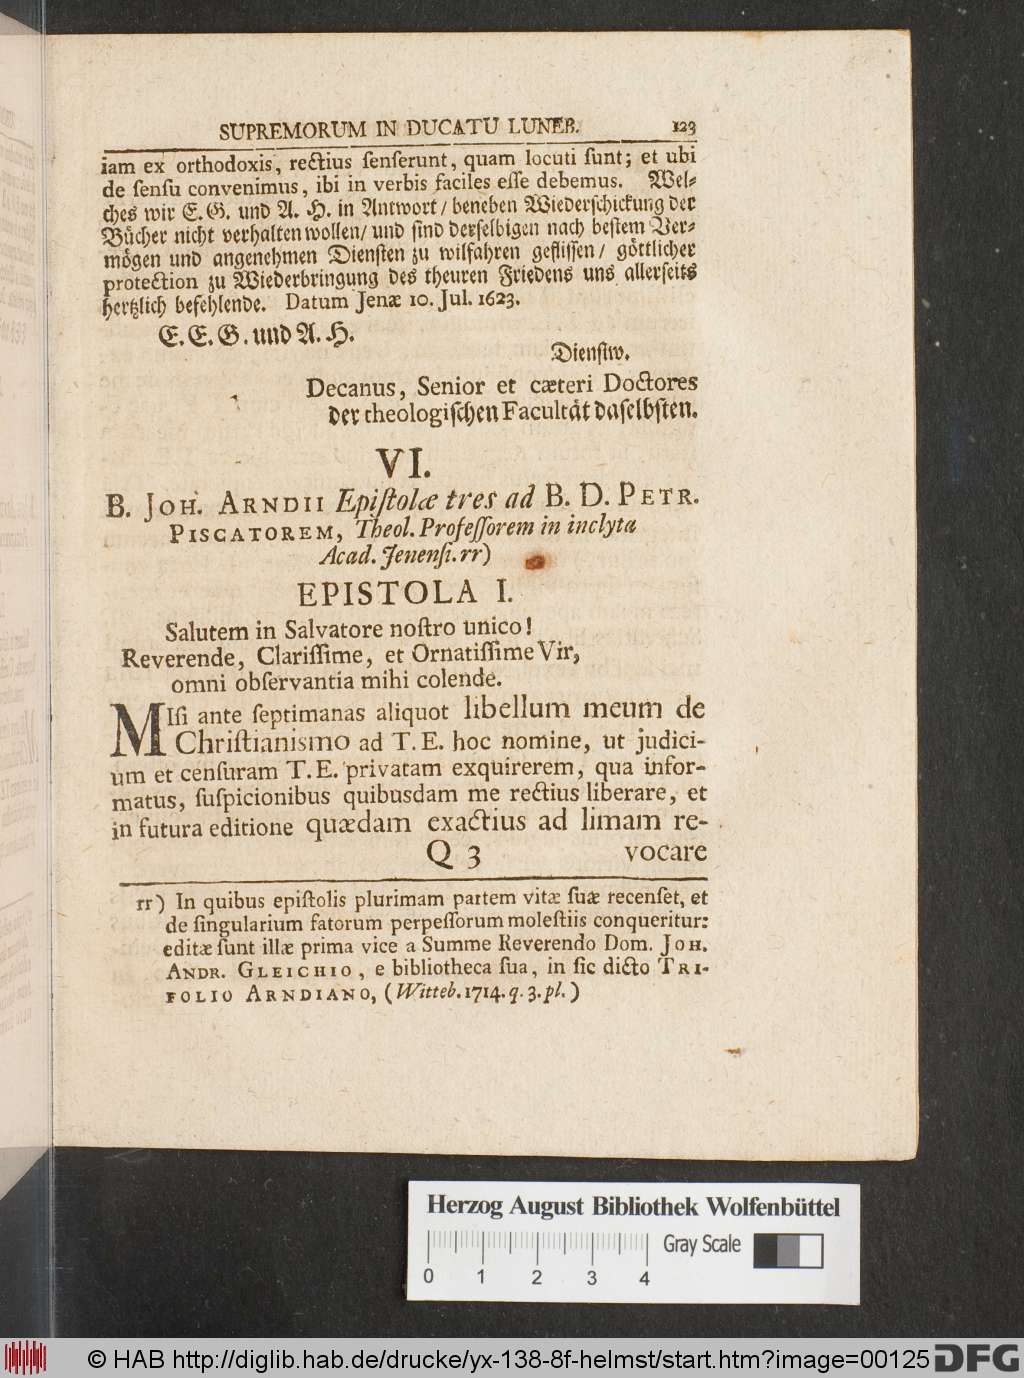 SUPREMORUM IN DUCATU LUNEB. 123
iam ex orthodoxis, rectius ſenſerunt, quam locuti ſunt; et ubi
de ſenſu convenimus, ibi in verbis faciles eſſe debemus. Wel⸗
ches wir E. G. und A. H. in Antwort / beneben Wiederſchickung der
Bücher nicht verhalten wollen/ und ſind derſelbigen nach beſtem Ver⸗
mögen und angenehmen Dienſten zu wilfahren gefliſſen/ göttlicher
protection zu Wiederbringung des theuren Friedens uns allerſeits
hertzlich befehlende. Datum Jenæ 10. Jul. 1623.
E. E. G. und A. H.
Dienſtw.
Decanus, Senior et cæteri Doctores
der theologiſchen Facultät daſelbſten.
VI.
B. JOH. ARNDII Epiſtolæ tres ad B. D. PETR.
PISCATOREM, Theol. Profeſſorem in inclyta
Acad. Jenenſi. rr)
EPISTOLA I.
Salutem in Salvatore noſtro unico!
Reverende, Clariſſime, et Ornatiſſime Vir,
omni obſervantia mihi colende.
MIſi ante ſeptimanas aliquot libellum meum de
Chriſtianismo ad T. E. hoc nomine, ut judici-
um et cenſuram T. E. privatam exquirerem, qua infor-
matus, ſuſpicionibus quibusdam me rectius liberare, et
in futura editione quædam exactius ad limam re-
Q 3 vocare
rr) In quibus epiſtolis plurimam partem vitæ ſuæ recenſet, et
de ſingularium fatorum perpeſſorum moleſtiis conqueritur:
editæ ſunt illæ prima vice a Summe Reverendo Dom. JOH.
ANDR. GLEICHIO, e bibliotheca ſua, in ſic dicto TRI-
FOLIO ARNDIANO, (Witteb. 1714. q. 3. pl.)
Herzog August Bibliothek Wolfenbüttel
Gray Scale
0 1 2 3 4
© HAB http://diglib.hab.de/drucke/yx-138-8f-helmst/start.htm?image=00125 DFG